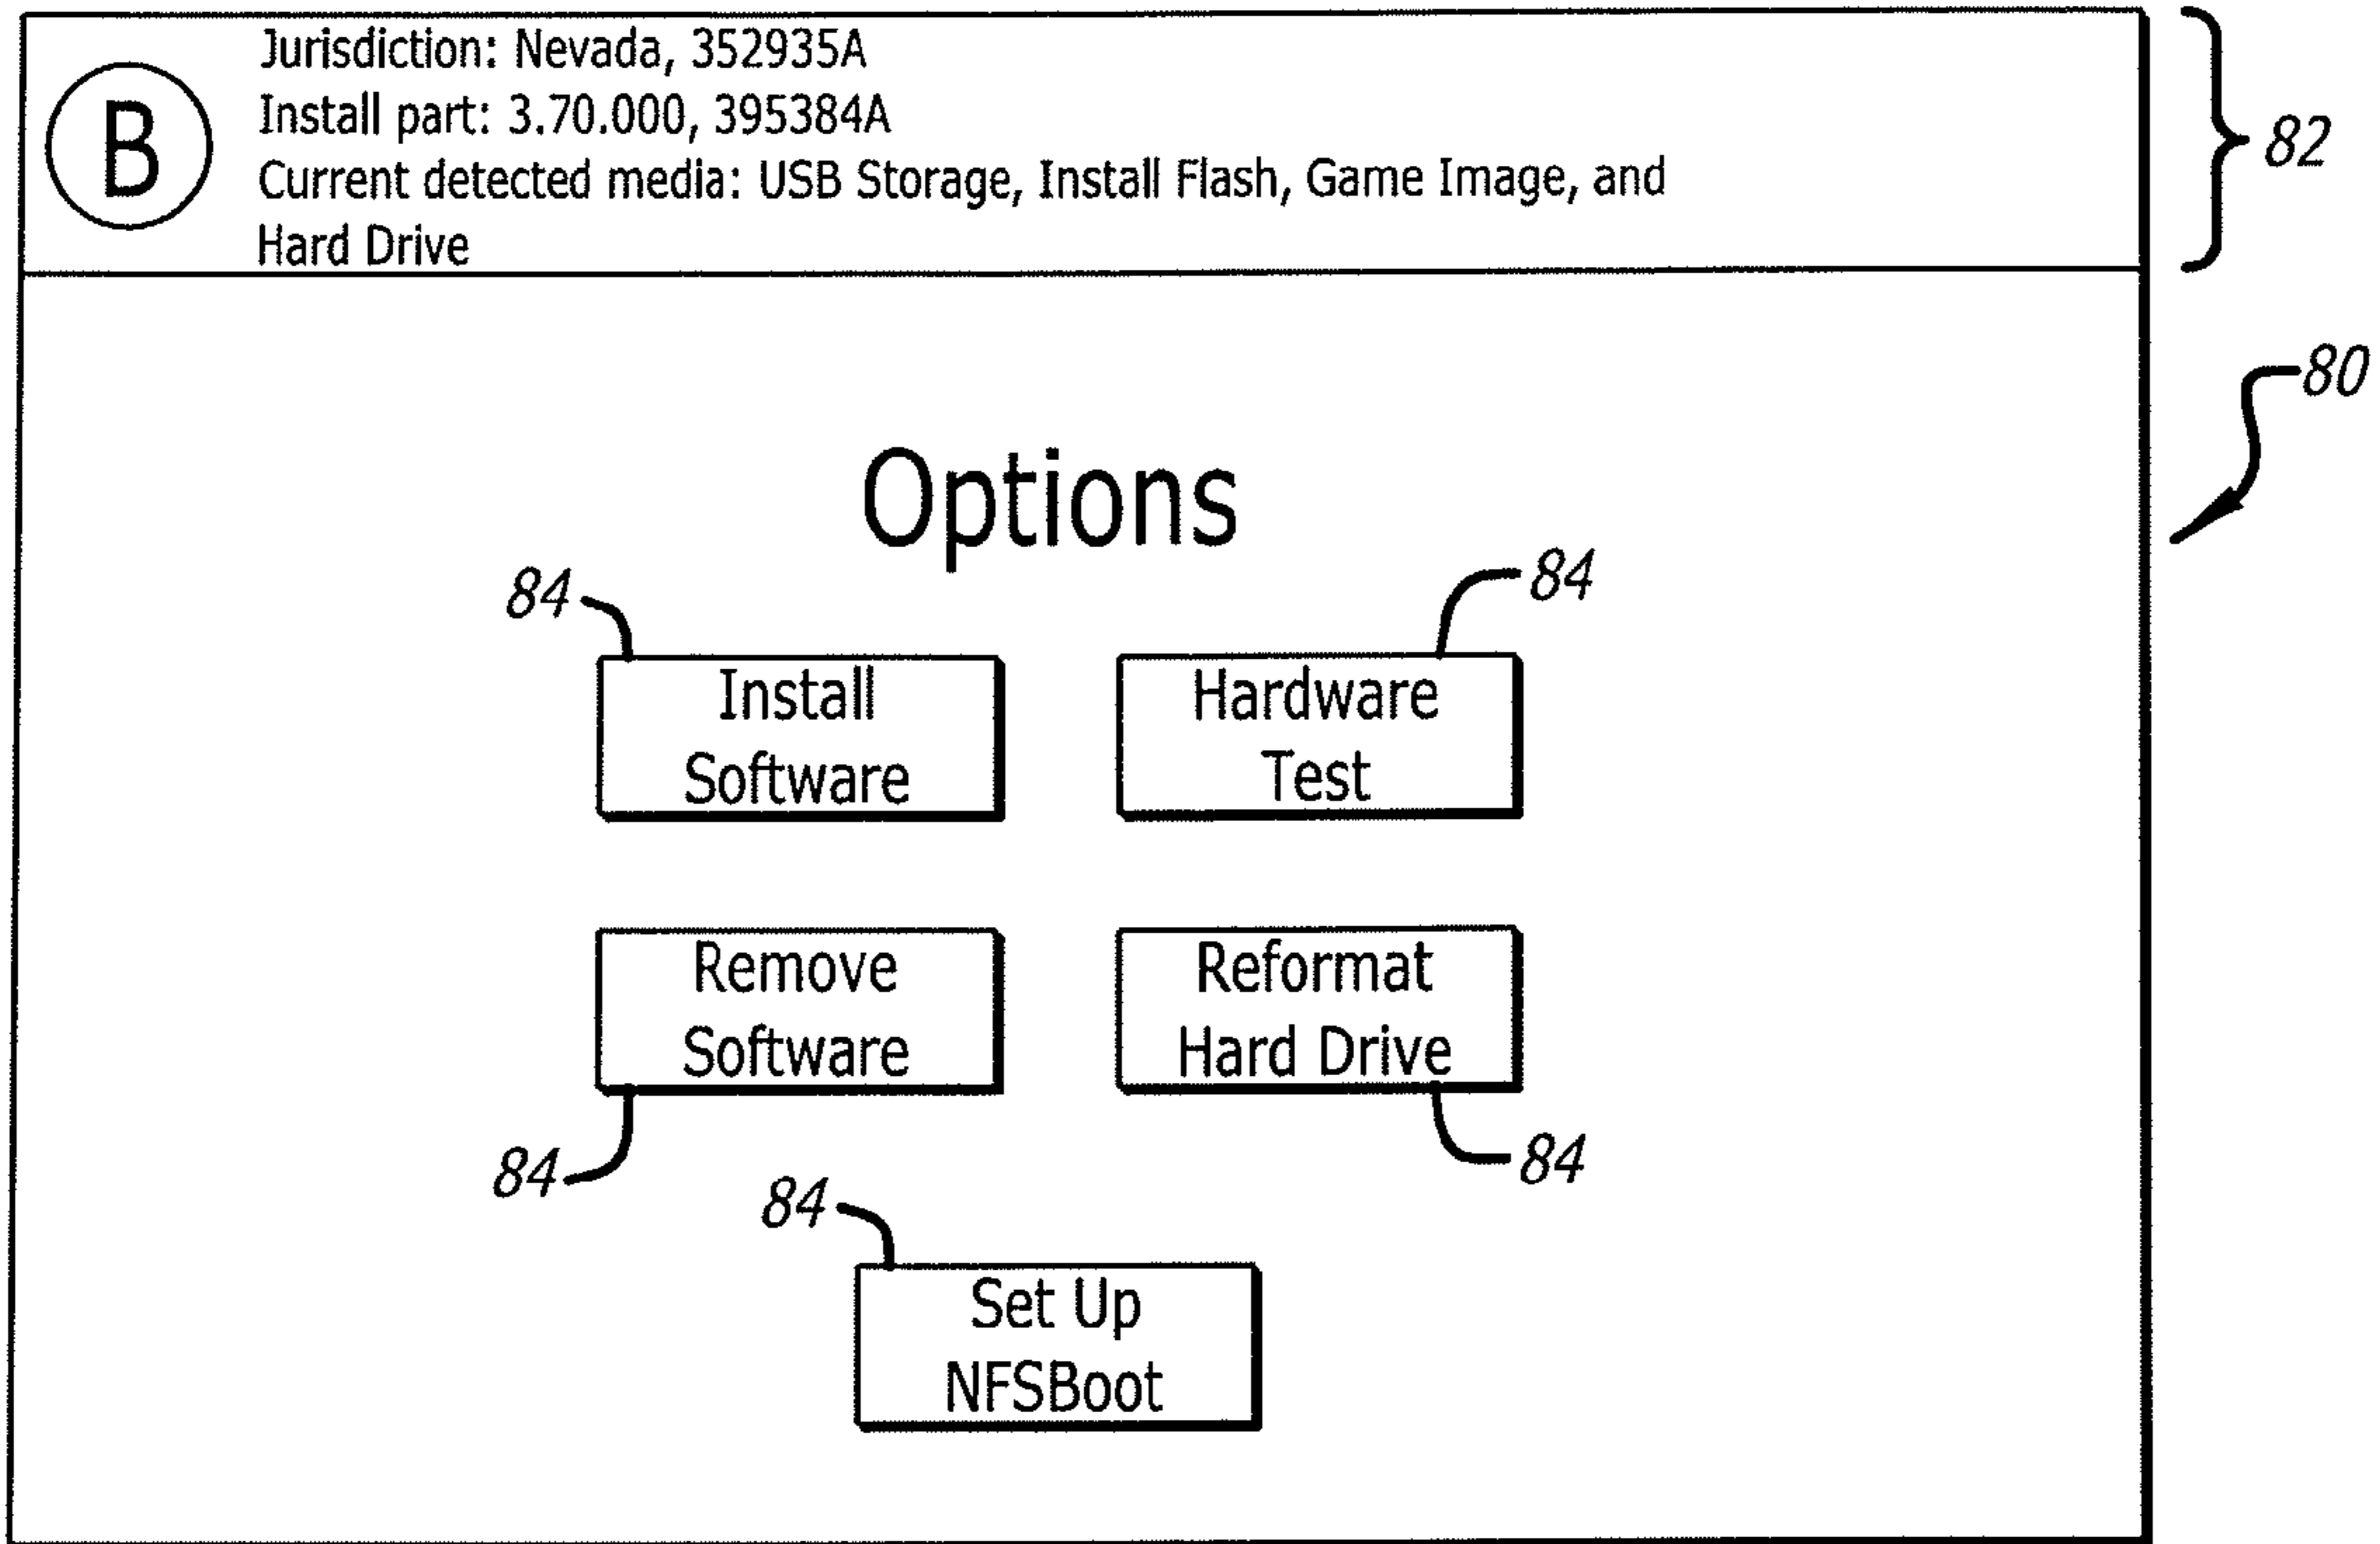 B
Jurisdiction: Nevada, 352935A
Install part: 3.70.000, 395384A
Current detected media: USB Storage, Install Flash, Game Image, and
Hard Drive
82
80
Options
84
84
Install
Software
Hardware
Test
Remove
Software
Reformat
Hard Drive
84
84
84
Set Up
NFSBoot